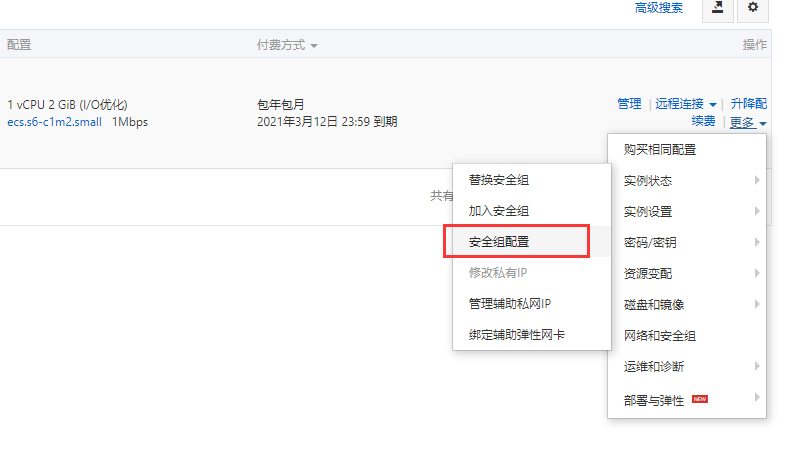 高级搜索
配置 付费方式 操作
1 vCPU 2 GiB (I/O优化) 包年包月 管理 | 远程连接 | 升降配
ecs.s6-c1m2.small 1Mbps 2021年3月12日 23:59 到期 续费 | 更多
购买相同配置
实例状态
实例设置
密码/密钥
资源变配
磁盘和镜像
网络和安全组
运维和诊断
部署与弹性 NEW
共有
替换安全组
加入安全组
安全组配置
修改私有IP
管理辅助私网IP
绑定辅助弹性网卡